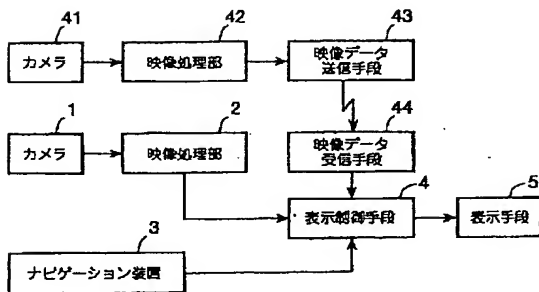 41
カメラ
42
映像処理部
43
映像データ
送信手段
1
カメラ
2
映像処理部
44
映像データ
受信手段
4
表示制御手段
5
表示手段
3
ナビゲーション装置